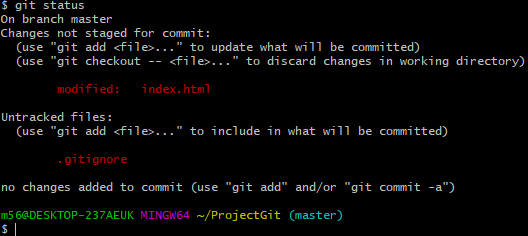 $ git status
On branch master
Changes not staged for commit:
  (use "git add <file>..." to update what will be committed)
  (use "git checkout -- <file>..." to discard changes in working directory)

        modified:   index.html

Untracked files:
  (use "git add <file>..." to include in what will be committed)

        .gitignore

no changes added to commit (use "git add" and/or "git commit -a")

m56@DESKTOP-237AEUK MINGW64 ~/ProjectGit (master)
$